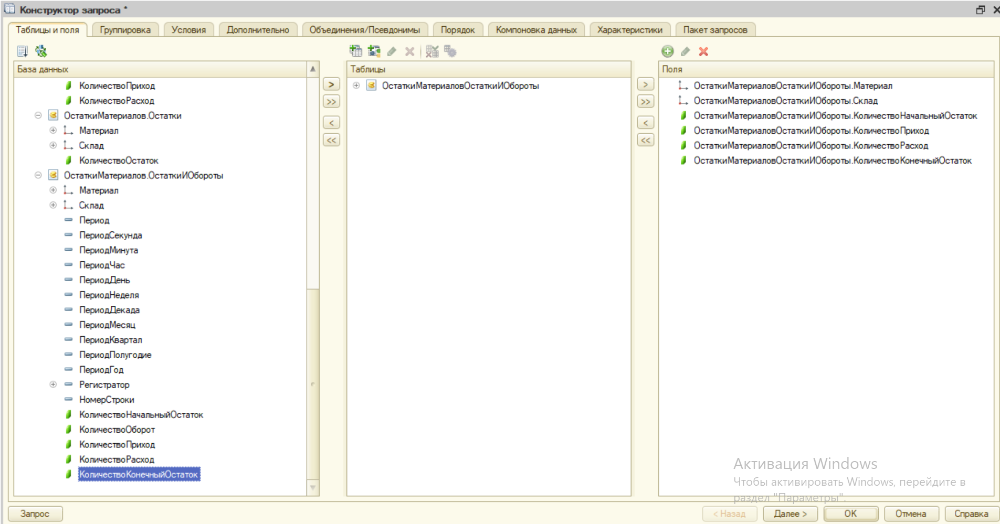 Конструктор запроса *
Таблицы и поля
Группировка
Условия
Дополнительно
Объединения/Псевдонимы
Порядок
Компоновка данных
Характеристики
Пакет запросов
База данных
КоличествоПриход
КоличествоРасход
ОстаткиМатериалов.Остатки
Материал
Склад
КоличествоОстаток
ОстаткиМатериалов.ОстаткиИОбороты
Материал
Склад
Период
ПериодСекунда
ПериодМинута
ПериодЧас
ПериодДень
ПериодНеделя
ПериодДекада
ПериодМесяц
ПериодКвартал
ПериодПолугодие
ПериодГод
Регистратор
НомерСтроки
КоличествоНачальныйОстаток
КоличествоОборот
КоличествоПриход
КоличествоРасход
КоличествоКонечныйОстаток
>
>>
<
<<
Таблицы
ОстаткиМатериаловОстаткиИОбороты
>
>>
<
<<
Поля
ОстаткиМатериаловОстаткиИОбороты.Материал
ОстаткиМатериаловОстаткиИОбороты.Склад
ОстаткиМатериаловОстаткиИОбороты.КоличествоНачальныйОстаток
ОстаткиМатериаловОстаткиИОбороты.КоличествоПриход
ОстаткиМатериаловОстаткиИОбороты.КоличествоРасход
ОстаткиМатериаловОстаткиИОбороты.КоличествоКонечныйОстаток
Активация Windows
Чтобы активировать Windows, перейдите в
раздел "Параметры".
Запрос
< Назад
Далее >
ОК
Отмена
Справка